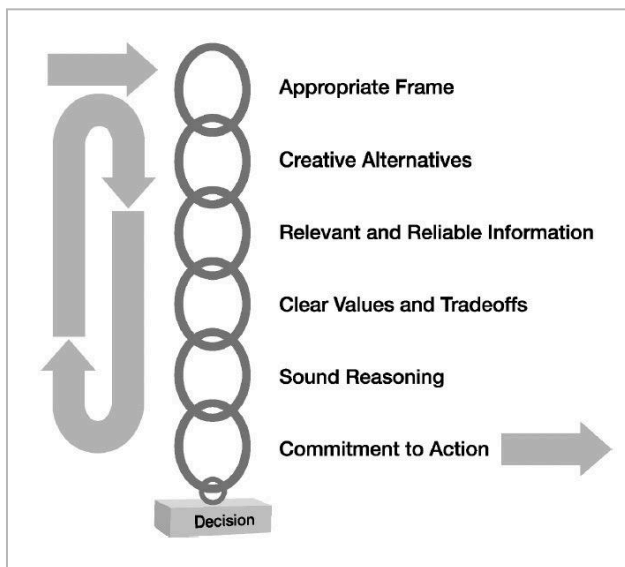 Appropriate Frame
Creative Alternatives
Relevant and Reliable Information
Clear Values and Tradeoffs
Sound Reasoning
Commitment to Action
Decision